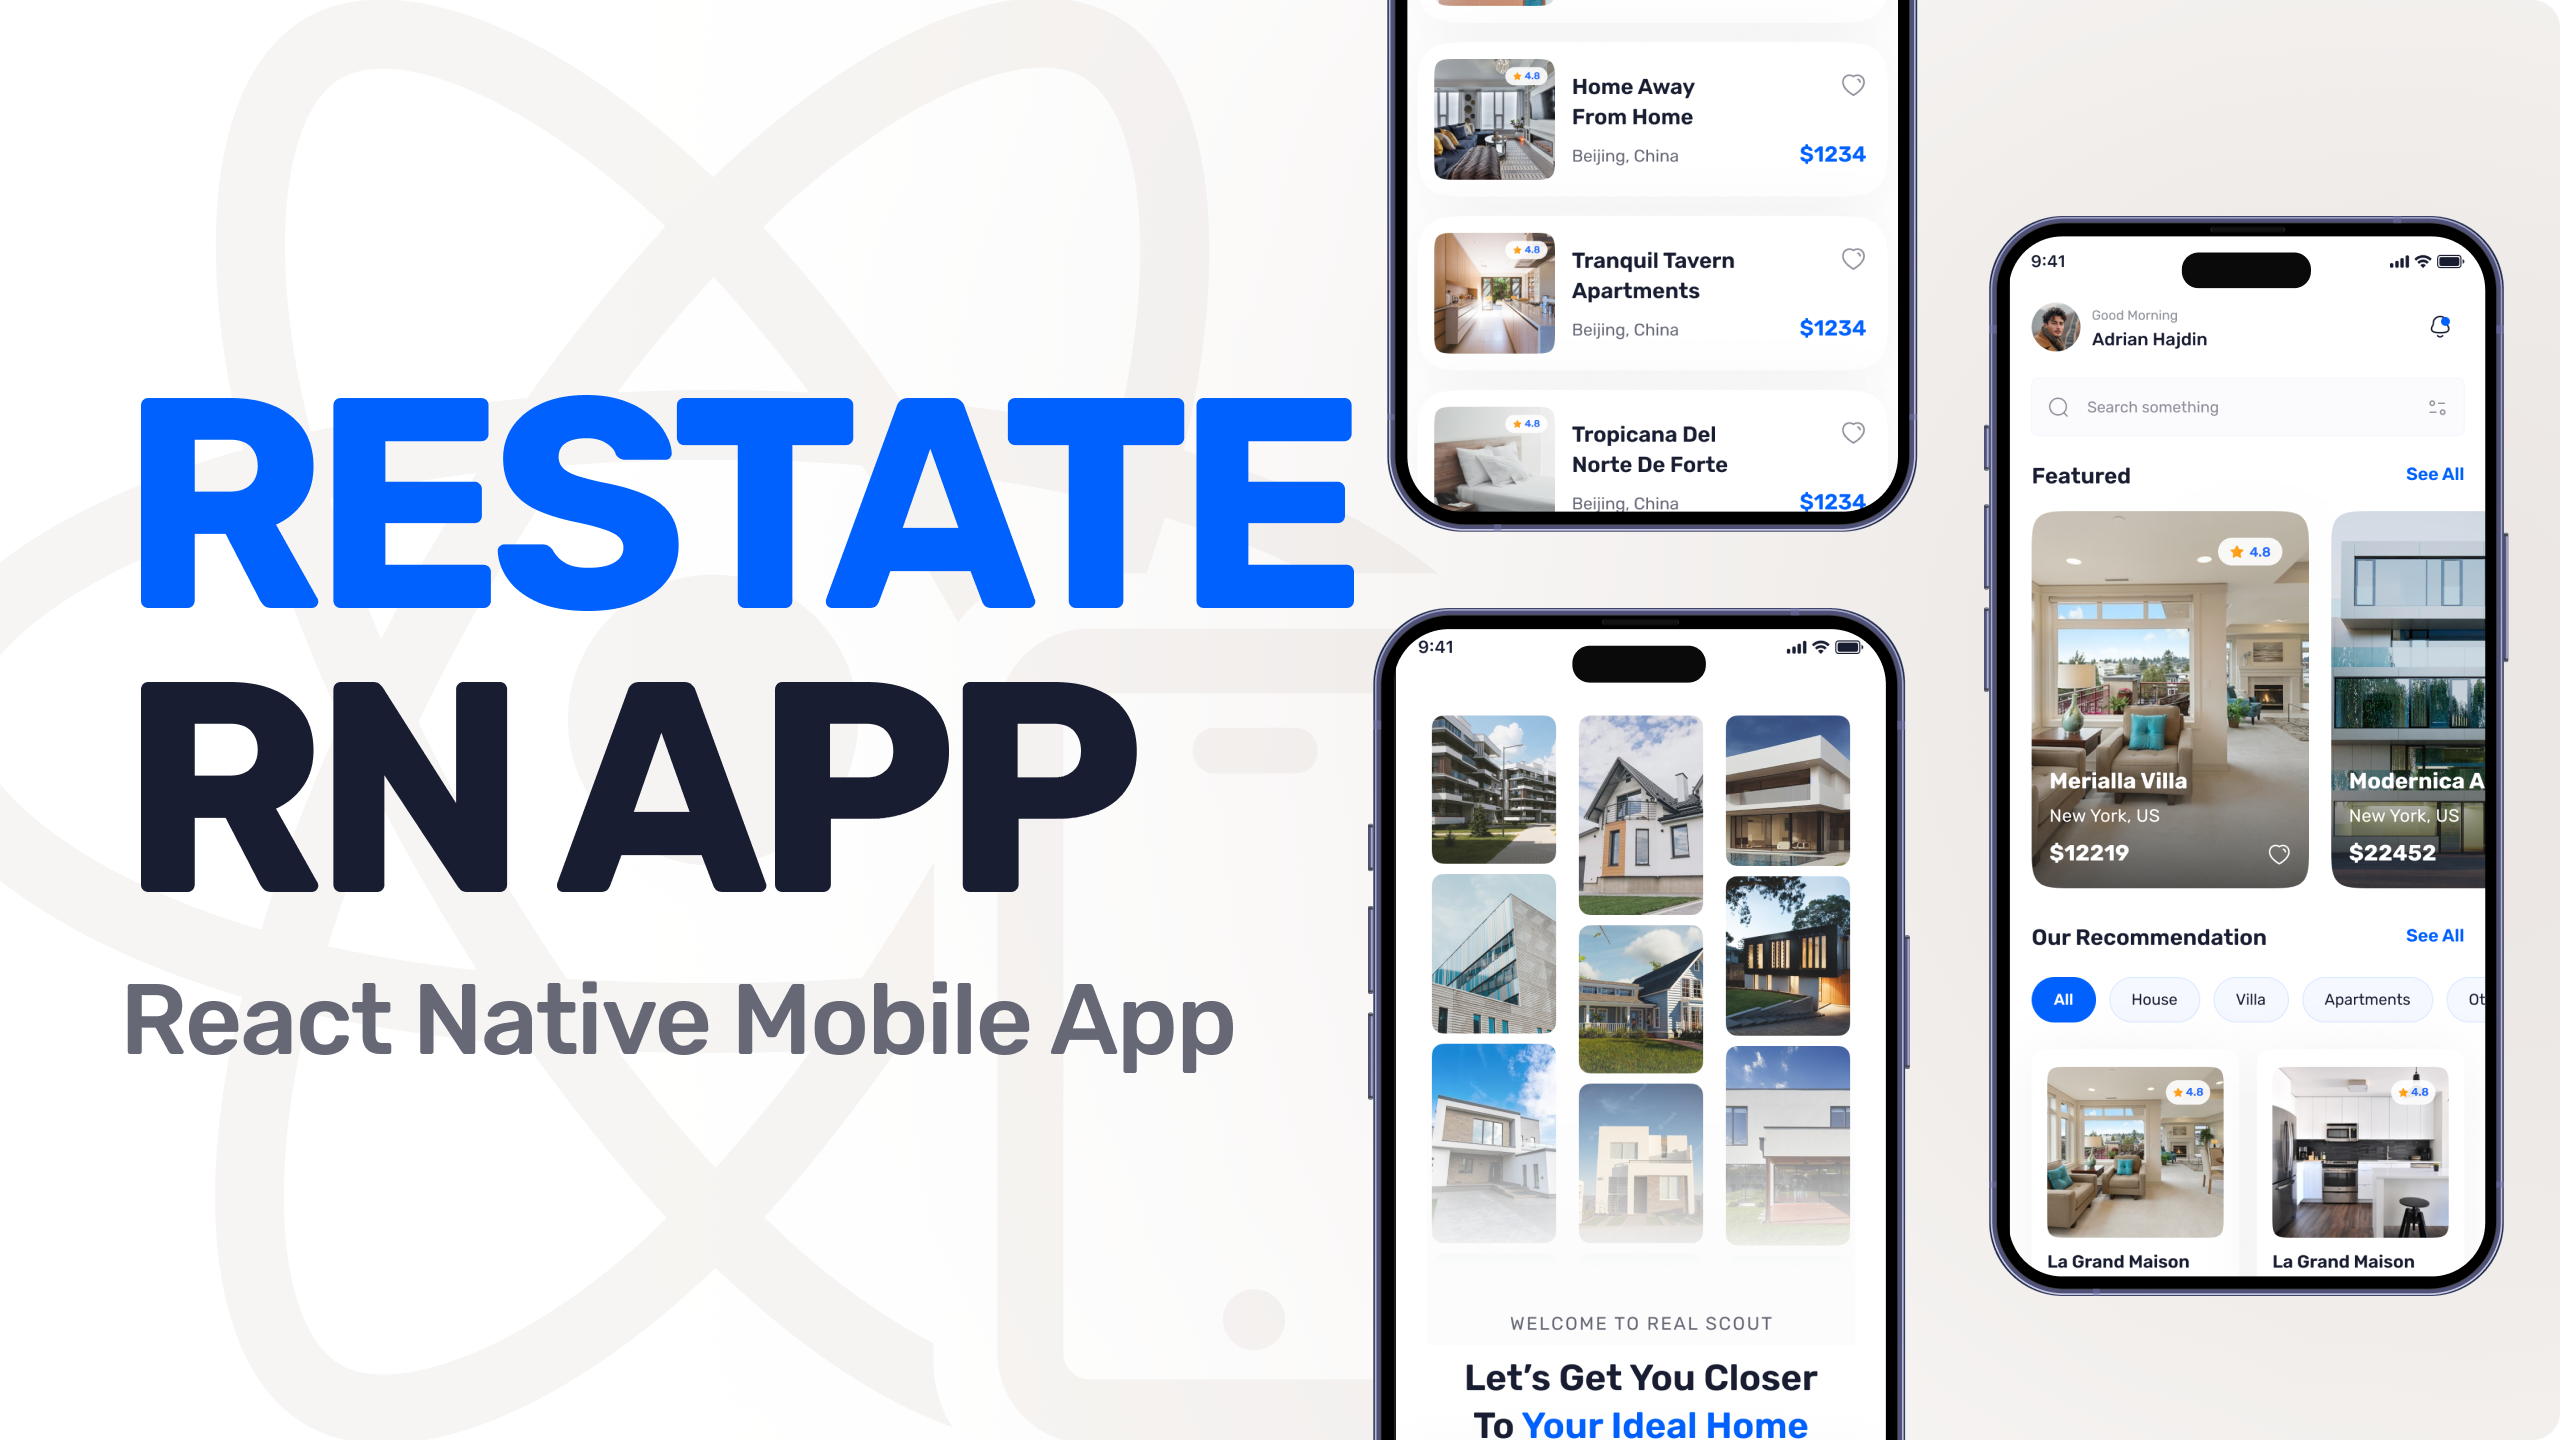 RESTATE
RN APP
React Native Mobile App
4.8
Home Away
From Home
Beijing, China
$1234
4.8
Tranquil Tavern
Apartments
Beijing, China
$1234
4.8
Tropicana Del
Norte De Forte
Beijing, China
$1234
9:41
WELCOME TO REAL SCOUT
Let's Get You Closer
To Your Ideal Home
9:41
Good Morning
Adrian Hajdin
Search something
Featured
See All
4.8
Merialla Villa
New York, US
$12219
Modernica A
New York, US
$22452
Our Recommendation
See All
All
House
Villa
Apartments
Ot
4.8
La Grand Maison
4.8
La Grand Maison